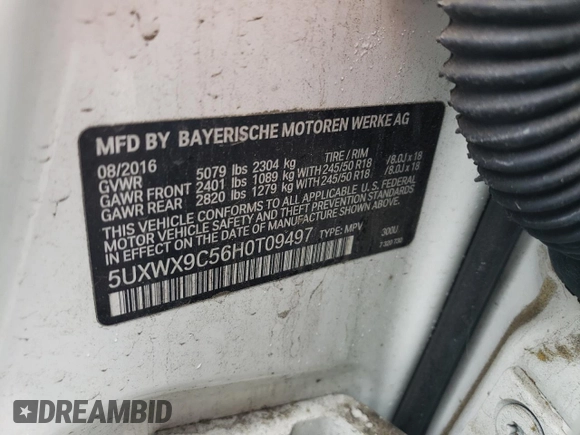 MFD BY BAYERISCHE MOTOREN WERKE AG
08/2016 5079 lbs 2304 kg TIRE / RIM
GVWR
GAWR FRONT 2401 lbs 1089 kg WITH 245/50 R18 /8.0J x 18
GAWR REAR 2820 lbs 1279 kg WITH 245/50 R18 /8.0J x 18
THIS VEHICLE CONFORMS TO ALL APPLICABLE U.S. FEDERAL
MOTOR VEHICLE SAFETY AND THEFT PREVENTION STANDARDS
IN EFFECT ON THE DATE OF MANUFACTURE SHOWN ABOVE.
5UXWX9C56H0T09497 TYPE: MPV 300U
DREAMBID